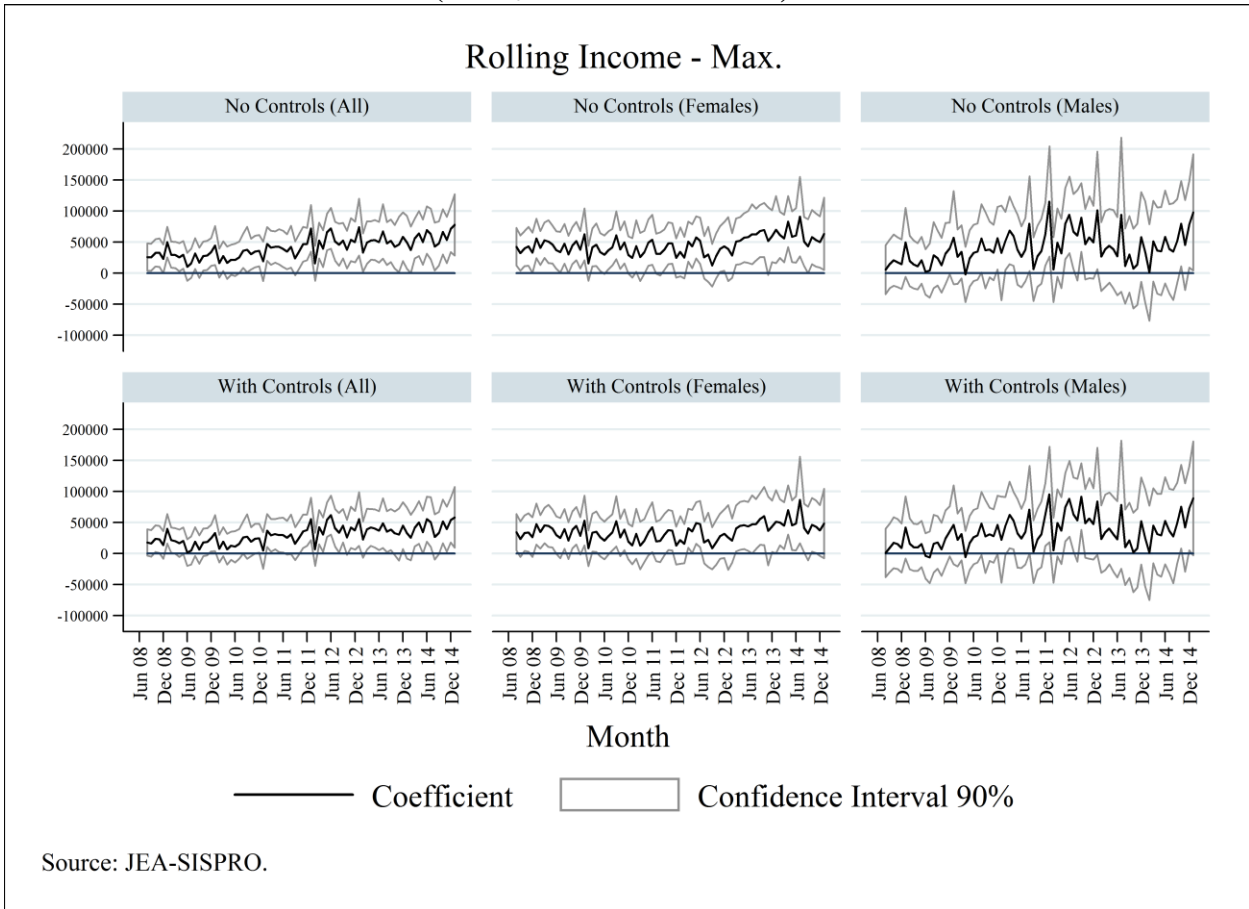 Rolling Income - Max.
No Controls (All)
No Controls (Females)
No Controls (Males)
200000
150000
100000
50000
0
-50000
-100000
With Controls (All)
With Controls (Females)
With Controls (Males)
200000
150000
100000
50000
0
-50000
-100000
Jun 08
Dec 08
Jun 09
Dec 09
Jun 10
Dec 10
Jun 11
Dec 11
Jun 12
Dec 12
Jun 13
Dec 13
Jun 14
Dec 14
Jun 08
Dec 08
Jun 09
Dec 09
Jun 10
Dec 10
Jun 11
Dec 11
Jun 12
Dec 12
Jun 13
Dec 13
Jun 14
Dec 14
Jun 08
Dec 08
Jun 09
Dec 09
Jun 10
Dec 10
Jun 11
Dec 11
Jun 12
Dec 12
Jun 13
Dec 13
Jun 14
Dec 14
Month
Coefficient
Confidence Interval 90%
Source: JEA-SISPRO.